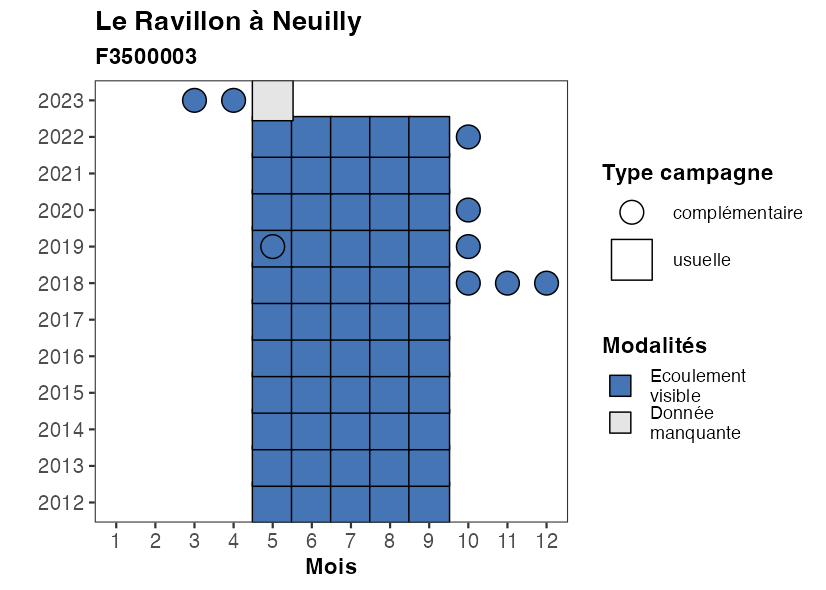 Le Ravillon à Neuilly
F3500003
2023
2022
2021
2020
2019
2018
2017
2016
2015
2014
2013
2012
1 2 3 4 5 6 7 8 9 10 11 12
Mois
Type campagne
complémentaire
usuelle
Modalités
Ecoulement
visible
Donnée
manquante